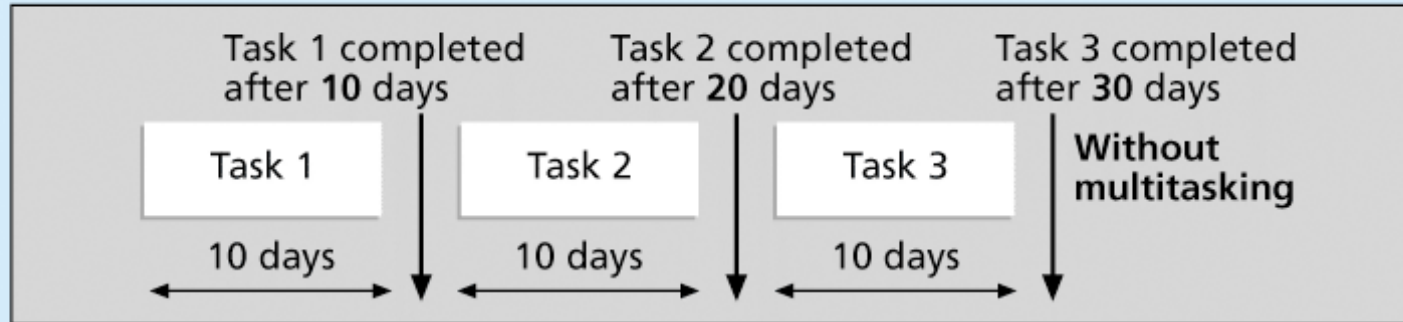 Task 1 completed
after 10 days
Task 2 completed
after 20 days
Task 3 completed
after 30 days
Task 1
Task 2
Task 3
Without
multitasking
10 days
10 days
10 days